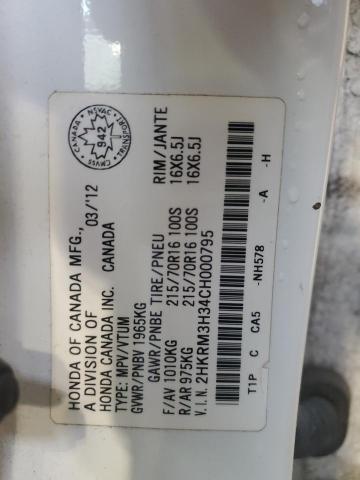 HONDA OF CANADA MFG., 03/'12
A DIVISION OF
HONDA CANADA INC. CANADA
TYPE: MPV/VTUM
GVWR/PNBV 1965KG
GAWR/PNBE TIRE/PNEU RIM/JANTE
F/AV 1010KG 215/70R16 100S 16X6.5J
R/AR 975KG 215/70R16 100S 16X6.5J
V.I.N. 2HKRM3H34CH000795
T1P C CA5 -NH578 -A -H
CANADA
NSVAC
TRANSPORT
CMVSS
942